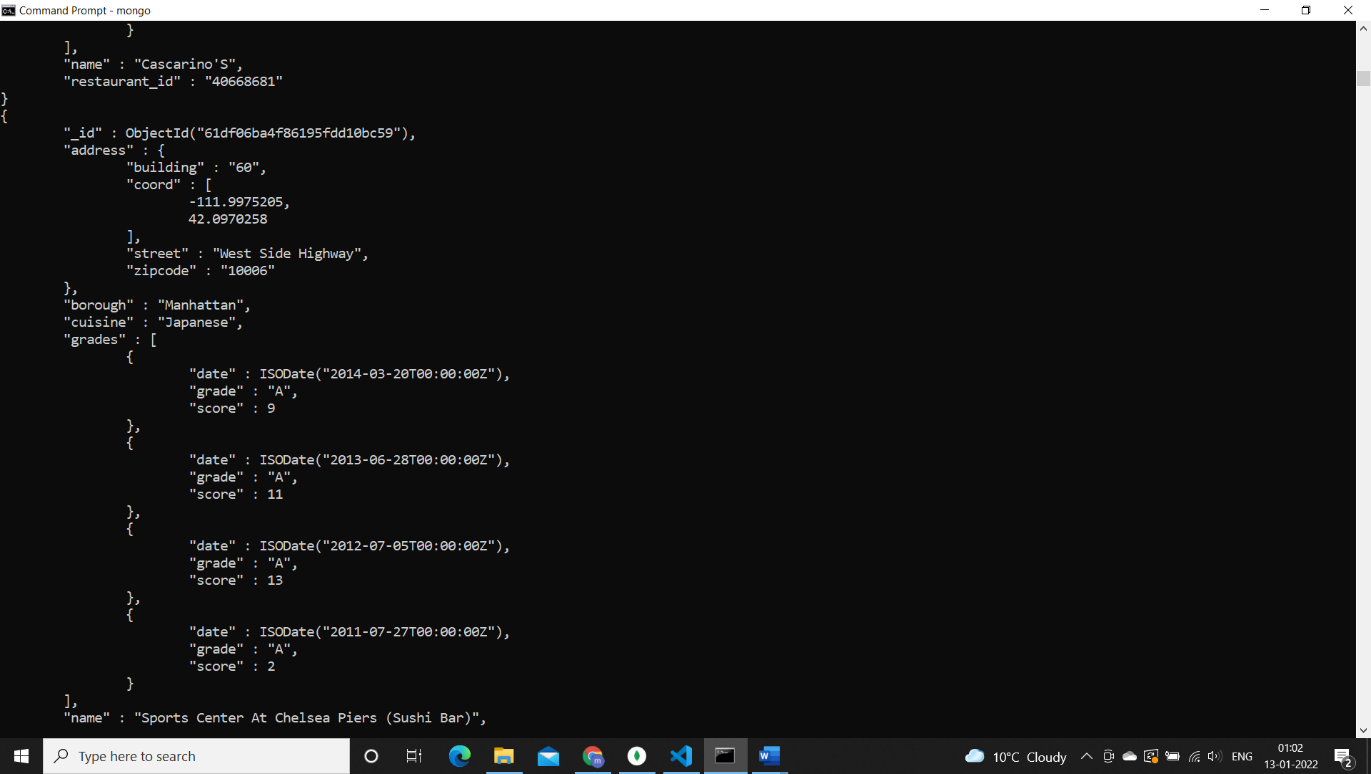 Command Prompt - mongo
}
],
"name" : "Cascarino'S",
"restaurant_id" : "40668681"
}
{
"_id" : ObjectId("61df06ba4f86195fdd10bc59"),
"address" : {
"building" : "60",
"coord" : [
-111.9975205,
42.0970258
],
"street" : "West Side Highway",
"zipcode" : "10006"
},
"borough" : "Manhattan",
"cuisine" : "Japanese",
"grades" : [
{
"date" : ISODate("2014-03-20T00:00:00Z"),
"grade" : "A",
"score" : 9
},
{
"date" : ISODate("2013-06-28T00:00:00Z"),
"grade" : "A",
"score" : 11
},
{
"date" : ISODate("2012-07-05T00:00:00Z"),
"grade" : "A",
"score" : 13
},
{
"date" : ISODate("2011-07-27T00:00:00Z"),
"grade" : "A",
"score" : 2
}
],
"name" : "Sports Center At Chelsea Piers (Sushi Bar)",
Type here to search
10°C Cloudy
ENG
01:02
13-01-2022
2